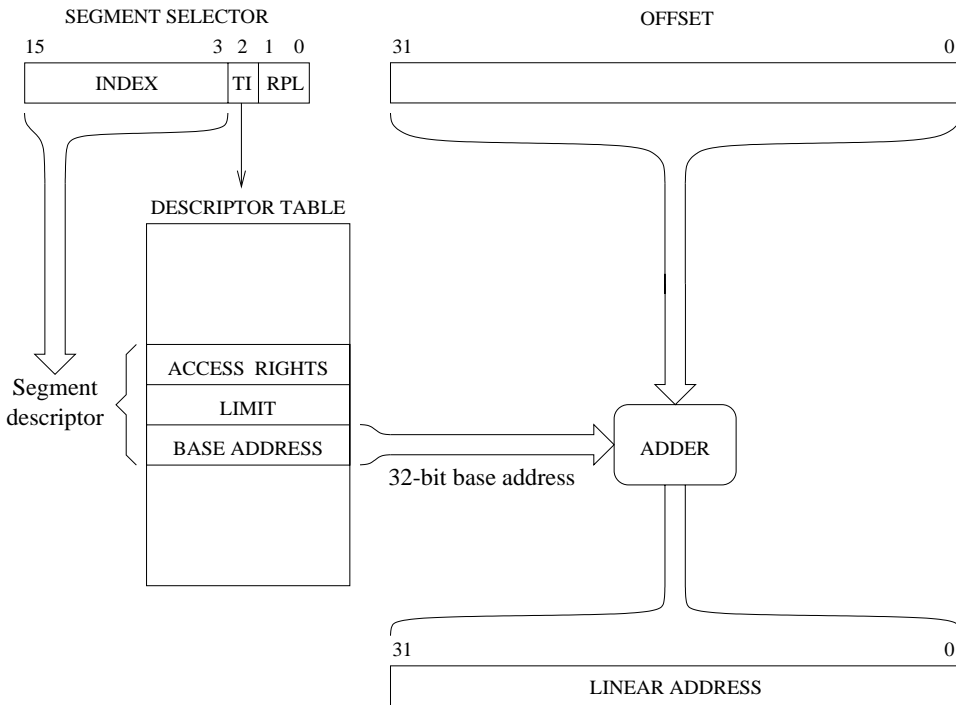 SEGMENT SELECTOR
OFFSET
15 3 2 1 0
31 0
INDEX TI RPL
DESCRIPTOR TABLE
ACCESS RIGHTS
LIMIT
BASE ADDRESS
Segment
descriptor
ADDER
32-bit base address
31 0
LINEAR ADDRESS